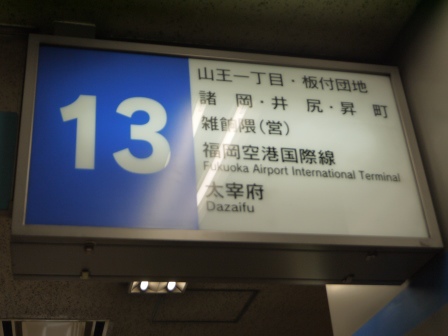 13
山王一丁目・板付団地
諸 岡・井 尻・昇 町
雑餉隈(営)
福岡空港国際線
Fukuoka Airport International Terminal
太宰府
Dazaifu